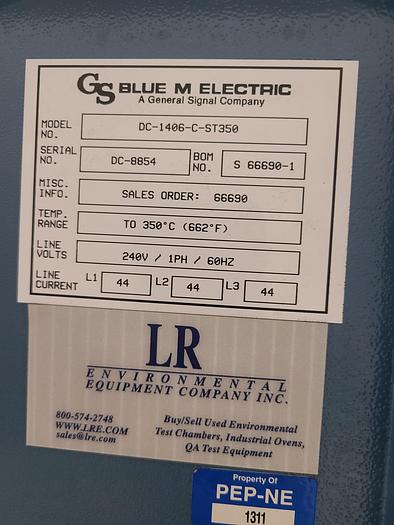 GS BLUE M ELECTRIC
A General Signal Company
MODEL NO. DC-1406-C-ST350
SERIAL NO. DC-8854 BOM NO. S 66690-1
MISC. INFO. SALES ORDER: 66690
TEMP. RANGE TO 350°C (662°F)
LINE VOLTS 240V / 1PH / 60HZ
LINE CURRENT L1 44 L2 44 L3 44
LR
ENVIRONMENTAL
EQUIPMENT COMPANY INC.
800-574-2748
WWW.LRE.COM
sales@lre.com
Buy/Sell Used Environmental
Test Chambers, Industrial Ovens,
QA Test Equipment
Property Of
PEP-NE
1311